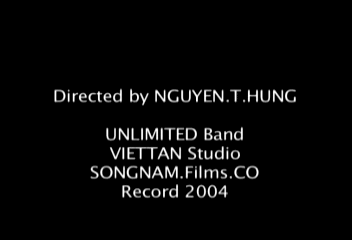 Directed by NGUYEN.T.HUNG
UNLIMITED Band
VIETTAN Studio
SONGNAM.Films.CO
Record 2004